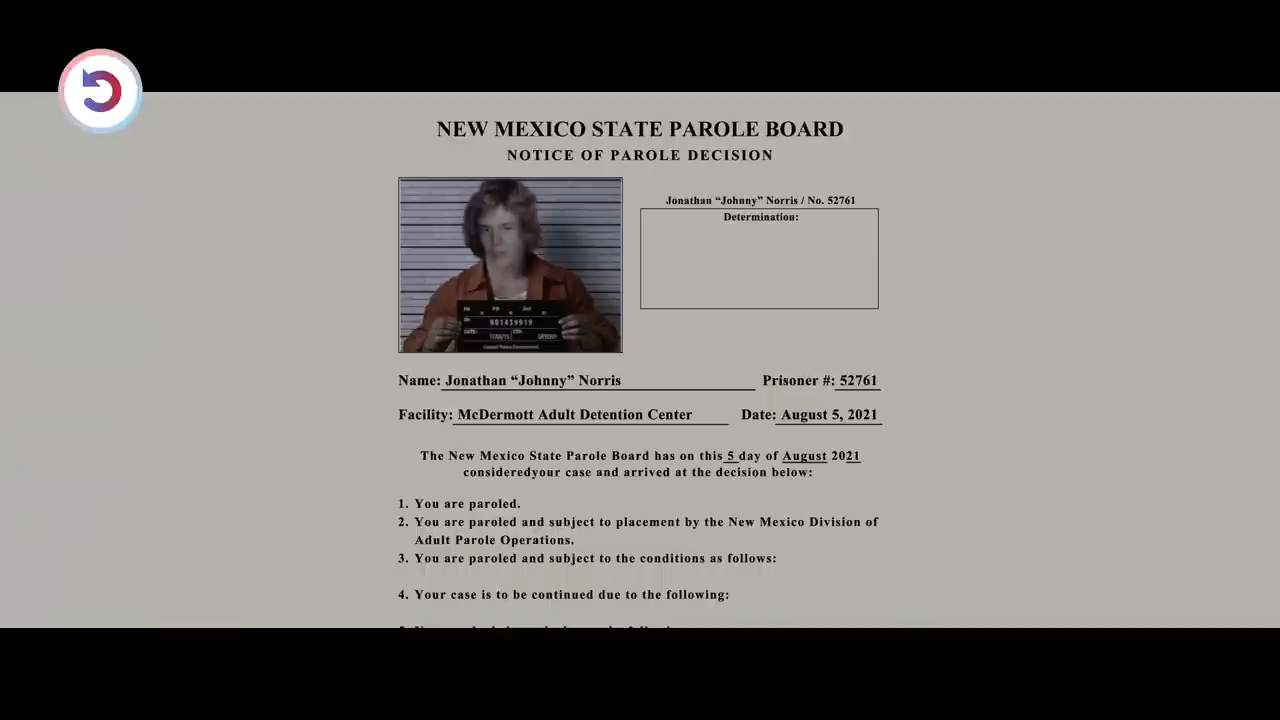 NEW MEXICO STATE PAROLE BOARD
NOTICE OF PAROLE DECISION
Jonathan “Johnny” Norris / No. 52761
Determination:
001439919
Name: Jonathan “Johnny” Norris Prisoner #: 52761
Facility: McDermott Adult Detention Center Date: August 5, 2021
The New Mexico State Parole Board has on this 5 day of August 2021
consideredyour case and arrived at the decision below:
1. You are paroled.
2. You are paroled and subject to placement by the New Mexico Division of
Adult Parole Operations.
3. You are paroled and subject to the conditions as follows:
4. Your case is to be continued due to the following: